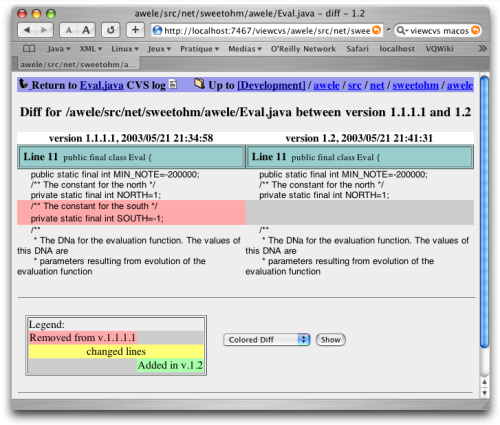 awele/src/net/sweetohm/awele/Eval.java – diff – 1.2
A A
http://localhost:7467/viewcvs/awele/src/net/swee
viewcvs macos
Java XML Linux Jeux Pratique Medias O'Reilly Network Safari localhost VQWiki »
awele/src/net/sweetohm/a...
Return to Eval.java CVS log Up to [Development] / awele / src / net / sweetohm / awele
Diff for /awele/src/net/sweetohm/awele/Eval.java between version 1.1.1.1 and 1.2
version 1.1.1.1, 2003/05/21 21:34:58 version 1.2, 2003/05/21 21:41:31
Line 11 public final class Eval { Line 11 public final class Eval {
public static final int MIN_NOTE=-200000; public static final int MIN_NOTE=-200000;
/** The constant for the north */ /** The constant for the north */
private static final int NORTH=1; private static final int NORTH=1;
/** The constant for the south */
private static final int SOUTH=-1;
/** /**
* The DNa for the evaluation function. The values of * The DNa for the evaluation function. The values of
this DNA are this DNA are
* parameters resulting from evolution of the * parameters resulting from evolution of the
evaluation function evaluation function
Legend:
Removed from v.1.1.1.1
changed lines
Added in v.1.2
Colored Diff Show